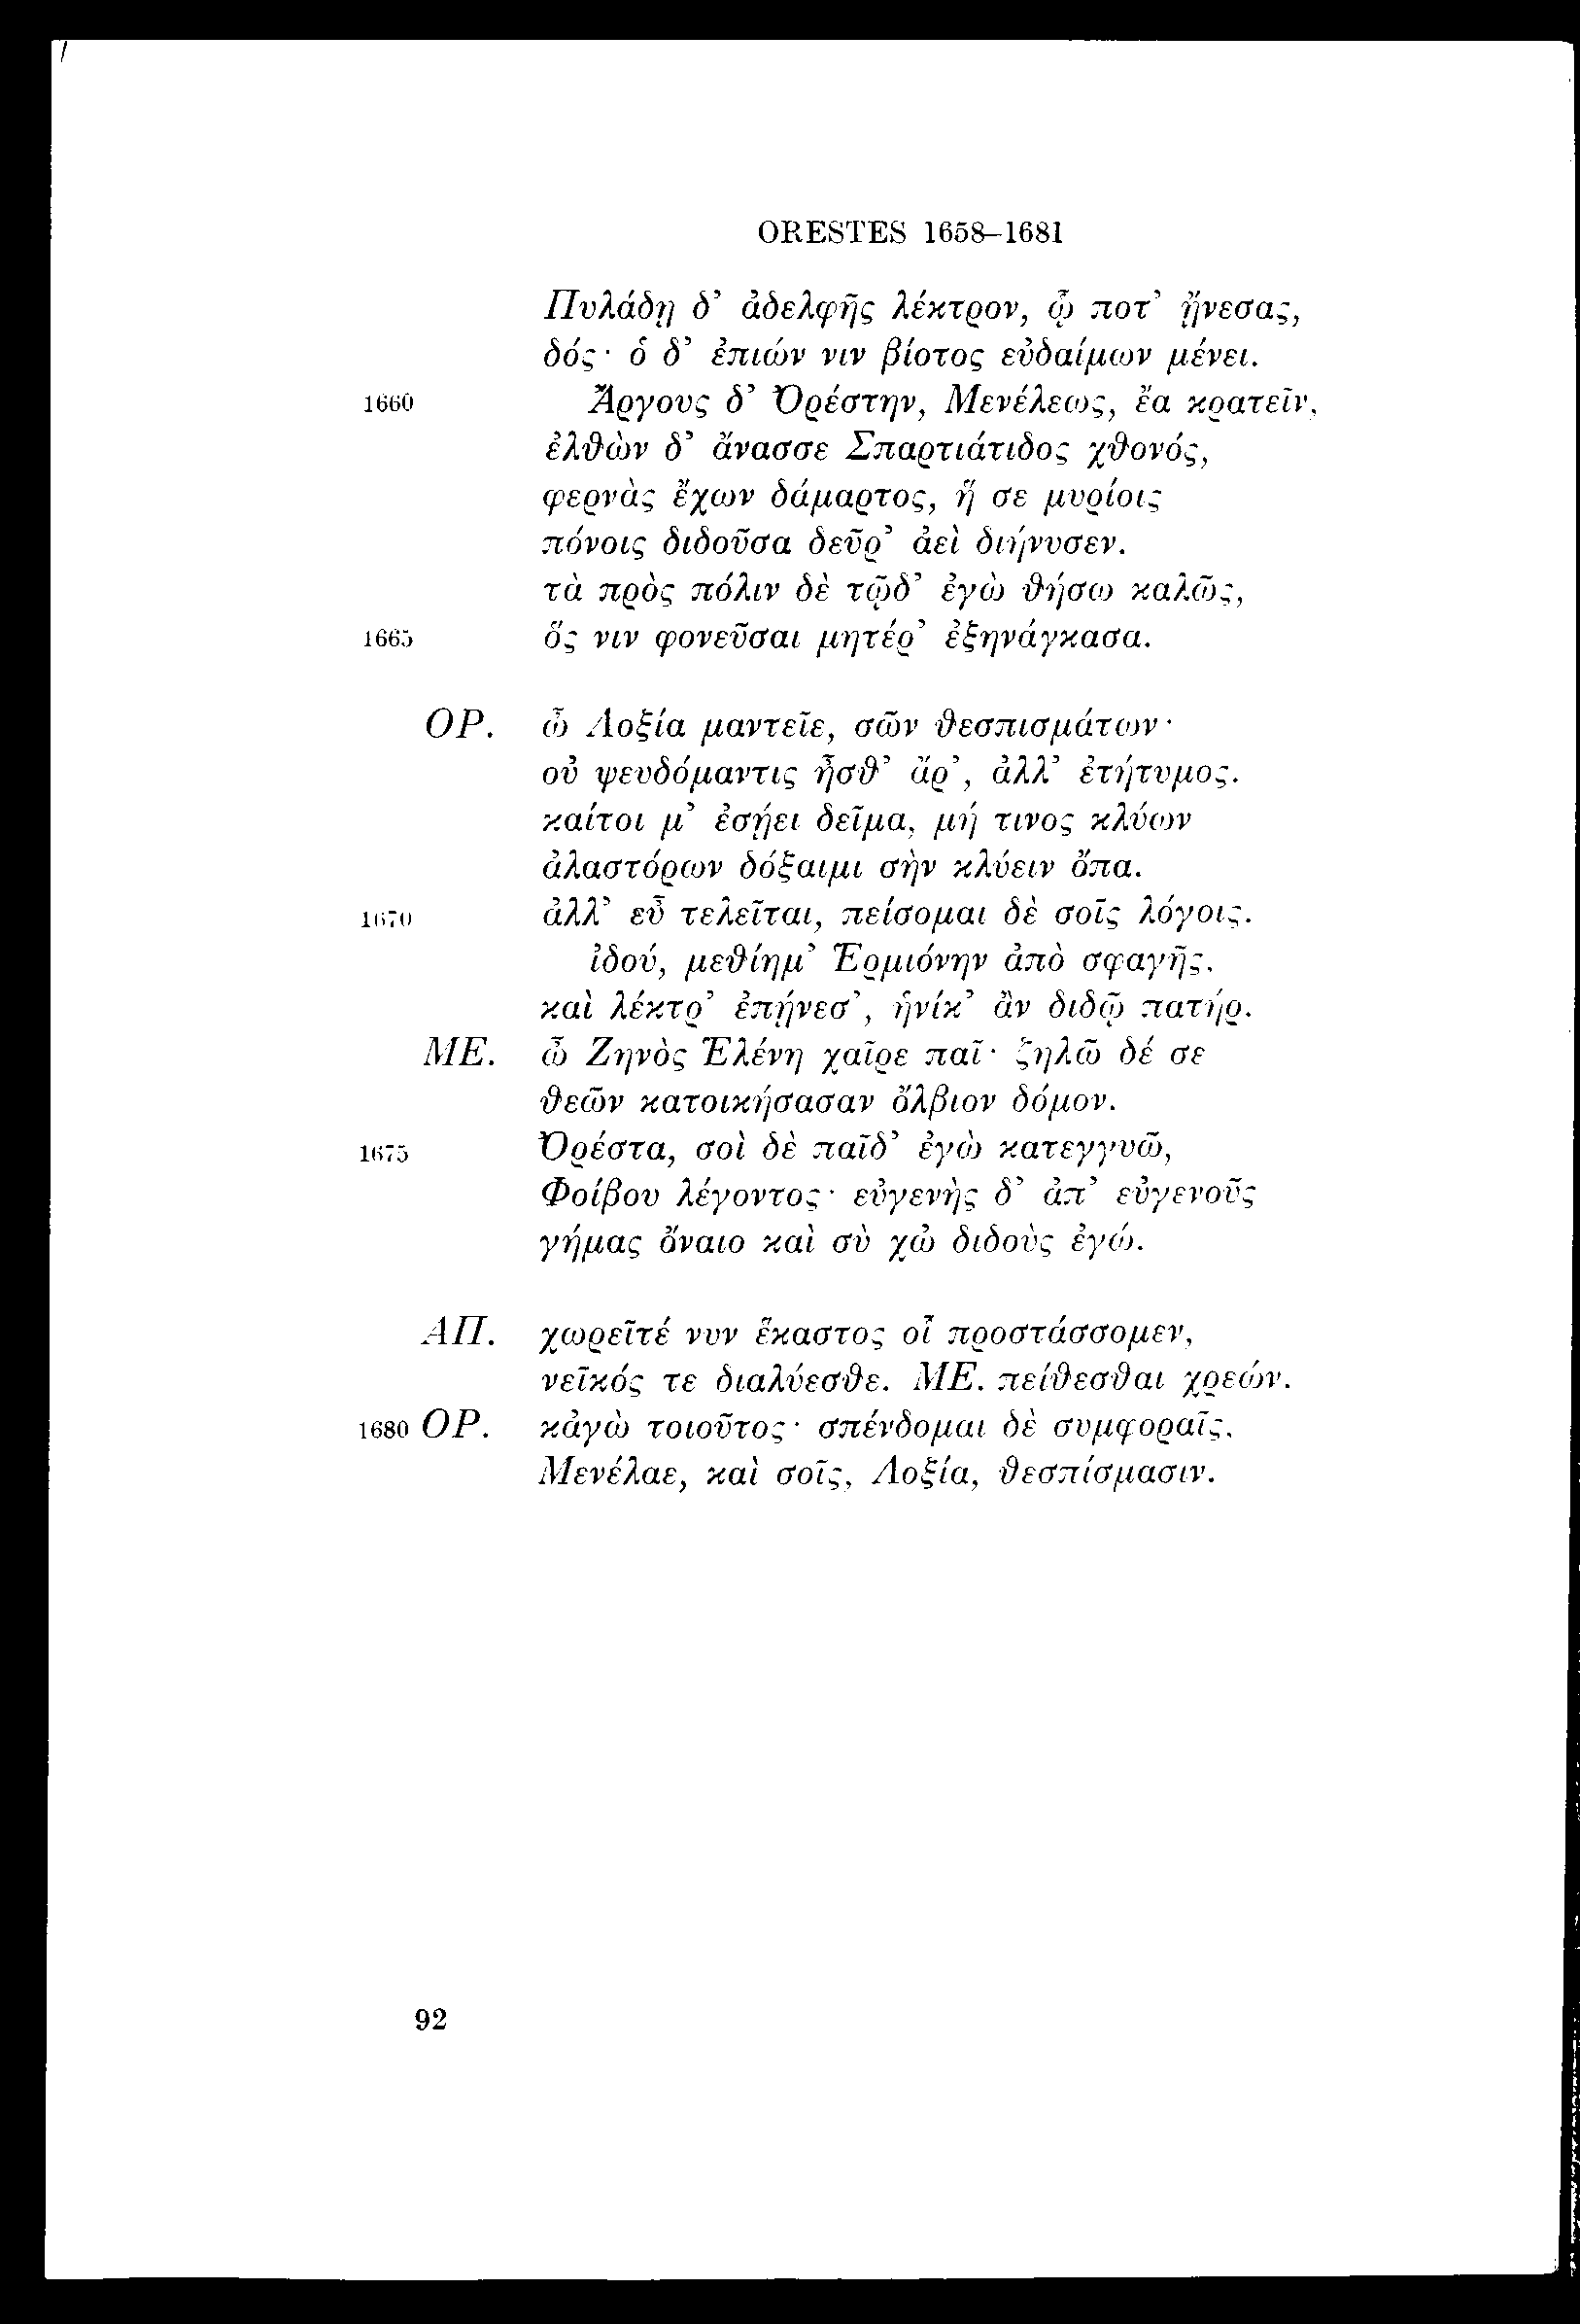 ORESTES 1658–1681
Πυλάδῃ δ’ ἀδελφῆς λέκτρον, ᾧ ποτ’ ᾔνεσας,
δός· ὁ δ’ ἐπιών νιν βίοτος εὐδαίμων μένει.
1660 Ἄργους δ’ Ὀρέστην, Μενέλεως, ἔα κρατεῖν,
ἐλθὼν δ’ ἄνασσε Σπαρτιάτιδος χθονός,
φερνὰς ἔχων δάμαρτος, ἥ σε μυρίοις
πόνοις διδοῦσα δεῦρ’ ἀεὶ διήνυσεν.
τὰ πρὸς πόλιν δὲ τῷδ’ ἐγὼ θήσω καλῶς,
1665 ὅς νιν φονεῦσαι μητέρ’ ἐξηνάγκασα.
ΟΡ. ὦ Λοξία μαντεῖε, σῶν θεσπισμάτων·
οὐ ψευδόμαντις ἦσθ’ ἄρ’, ἀλλ’ ἐτήτυμος.
καίτοι μ’ ἐσῄει δεῖμα, μή τινος κλύων
ἀλαστόρων δόξαιμι σὴν κλύειν ὄπα.
1670 ἀλλ’ εὖ τελεῖται, πείσομαι δὲ σοῖς λόγοις.
ἰδού, μεθίημ’ Ἑρμιόνην ἀπὸ σφαγῆς,
καὶ λέκτρ’ ἐπῄνεσ’, ἡνίκ’ ἂν διδῷ πατήρ.
ΜΕ. ὦ Ζηνὸς Ἑλένη χαῖρε παῖ· ζηλῶ δέ σε
θεῶν κατοικήσασαν ὄλβιον δόμον.
1675 Ὀρέστα, σοὶ δὲ παῖδ’ ἐγὼ κατεγγυῶ,
Φοίβου λέγοντος· εὐγενὴς δ’ ἀπ’ εὐγενοῦς
γήμας ὄναιο καὶ σὺ χὠ διδοὺς ἐγώ.
ΑΠ. χωρεῖτέ νυν ἕκαστος οἷ προστάσσομεν,
νεῖκός τε διαλύεσθε. ΜΕ. πείθεσθαι χρεών.
1680 ΟΡ. κἀγὼ τοιοῦτος· σπένδομαι δὲ συμφοραῖς,
Μενέλαε, καὶ σοῖς, Λοξία, θεσπίσμασιν.
92